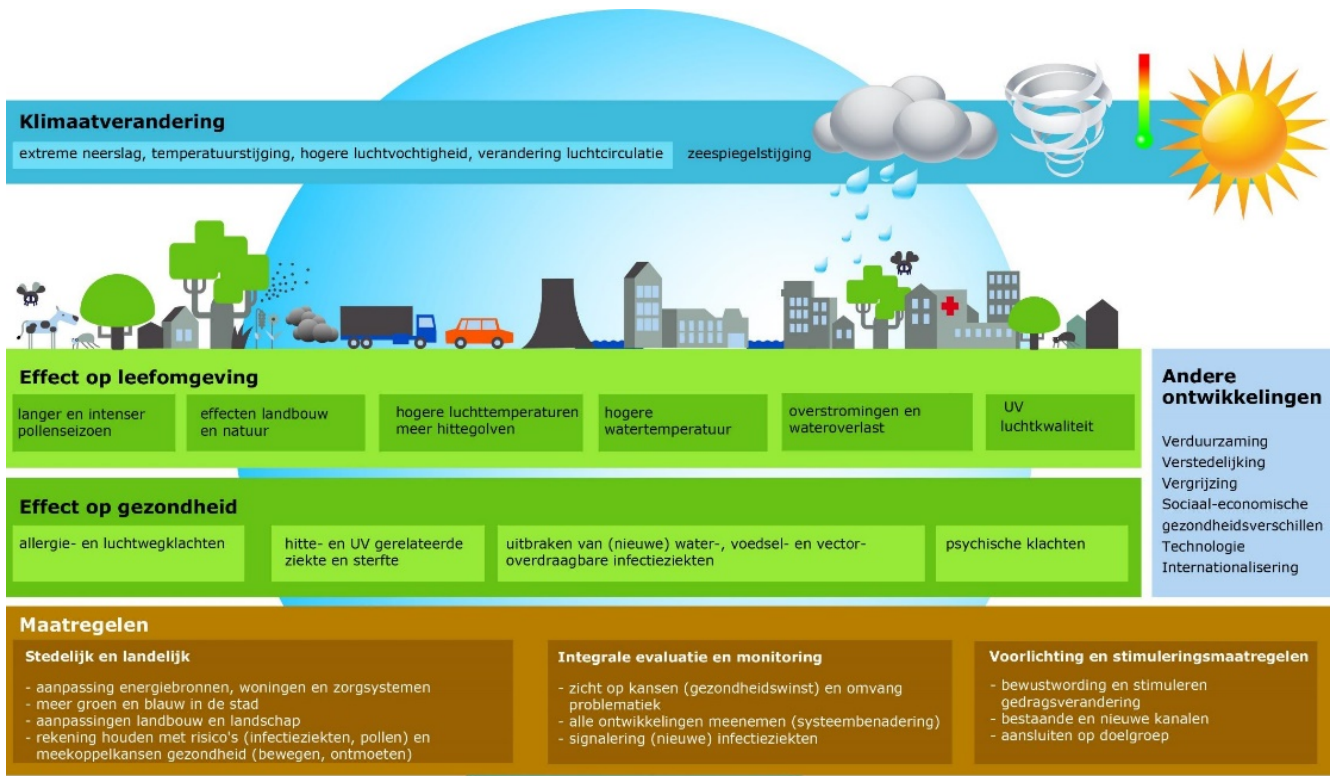 Klimaatverandering
extreme neerslag, temperatuurstijging, hogere luchtvochtigheid, verandering luchtcirculatie zeespiegelstijging
Effect op leefomgeving
langer en intenser
pollenseizoen
effecten landbouw
en natuur
hogere luchttemperaturen
meer hittegolven
hogere
watertemperatuur
overstromingen en
wateroverlast
UV
luchtkwaliteit
Effect op gezondheid
allergie- en luchtwegklachten
hitte- en UV gerelateerde
ziekte en sterfte
uitbraken van (nieuwe) water-, voedsel- en vector-
overdraagbare infectieziekten
psychische klachten
Andere
ontwikkelingen
Verduurzaming
Verstedelijking
Vergrijzing
Sociaal-economische
gezondheidsverschillen
Technologie
Internationalisering
Maatregelen
Stedelijk en landelijk
- aanpassing energiebronnen, woningen en zorgsystemen
- meer groen en blauw in de stad
- aanpassingen landbouw en landschap
- rekening houden met risico's (infectieziekten, pollen) en
meekoppelkansen gezondheid (bewegen, ontmoeten)
Integrale evaluatie en monitoring
- zicht op kansen (gezondheidswinst) en omvang
problematiek
- alle ontwikkelingen meenemen (systeembenadering)
- signalering (nieuwe) infectieziekten
Voorlichting en stimuleringsmaatregelen
- bewustwording en stimuleren
gedragsverandering
- bestaande en nieuwe kanalen
- aansluiten op doelgroep